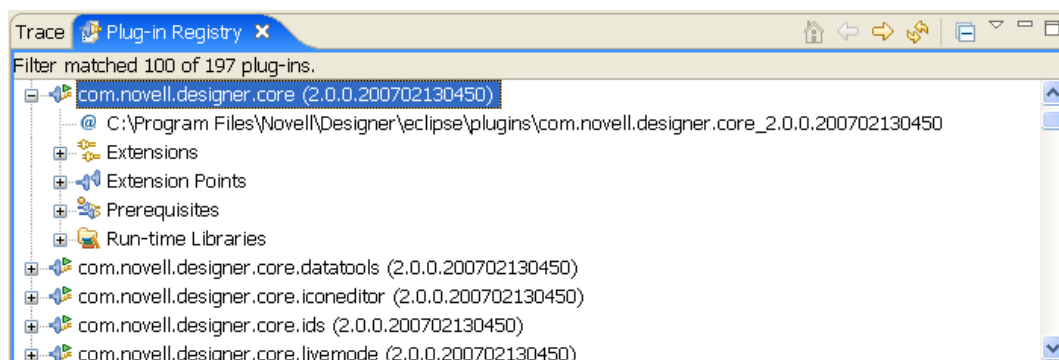 Trace Plug-in Registry
Filter matched 100 of 197 plug-ins.
com.novell.designer.core (2.0.0.200702130450)
@ C:\Program Files\Novell\Designer\eclipse\plugins\com.novell.designer.core_2.0.0.200702130450
Extensions
Extension Points
Prerequisites
Run-time Libraries
com.novell.designer.core.datatools (2.0.0.200702130450)
com.novell.designer.core.iconeditor (2.0.0.200702130450)
com.novell.designer.core.ids (2.0.0.200702130450)
com.novell.designer.core.livemode (2.0.0.200702130450)